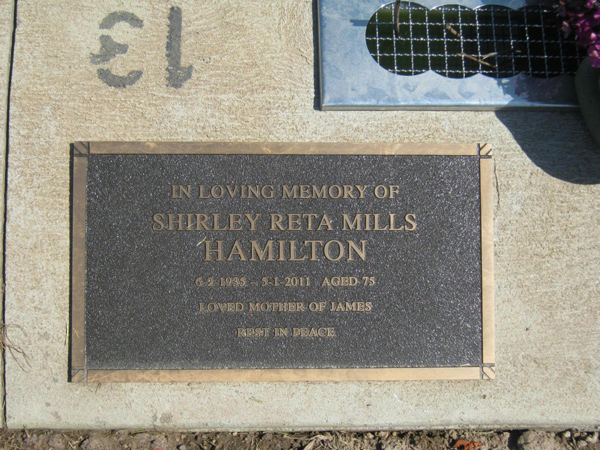 13
IN LOVING MEMORY OF
SHIRLEY RETA MILLS
HAMILTON
6-2-1935 – 5-1-2011 AGED 75
LOVED MOTHER OF JAMES
REST IN PEACE